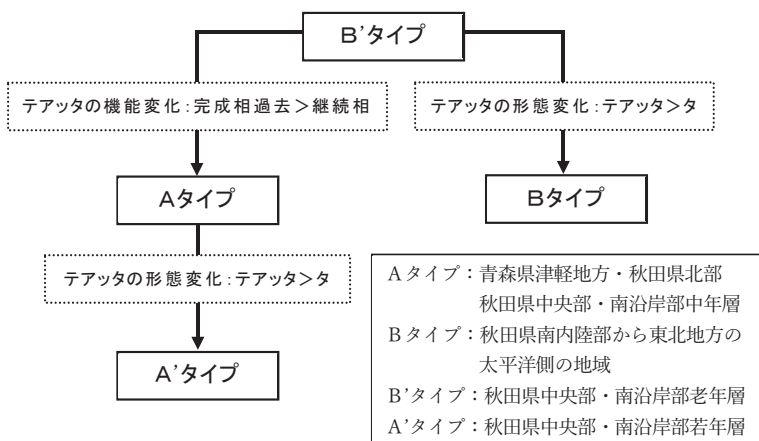 B’タイプ
テアッタの機能変化:完成相過去>継続相
テアッタの形態変化:テアッタ>タ
Aタイプ
Bタイプ
テアッタの形態変化:テアッタ>タ
A’タイプ
Aタイプ:青森県津軽地方・秋田県北部
秋田県中央部・南沿岸部中年層
Bタイプ:秋田県南内陸部から東北地方の
太平洋側の地域
B’タイプ:秋田県中央部・南沿岸部老年層
A’タイプ:秋田県中央部・南沿岸部若年層